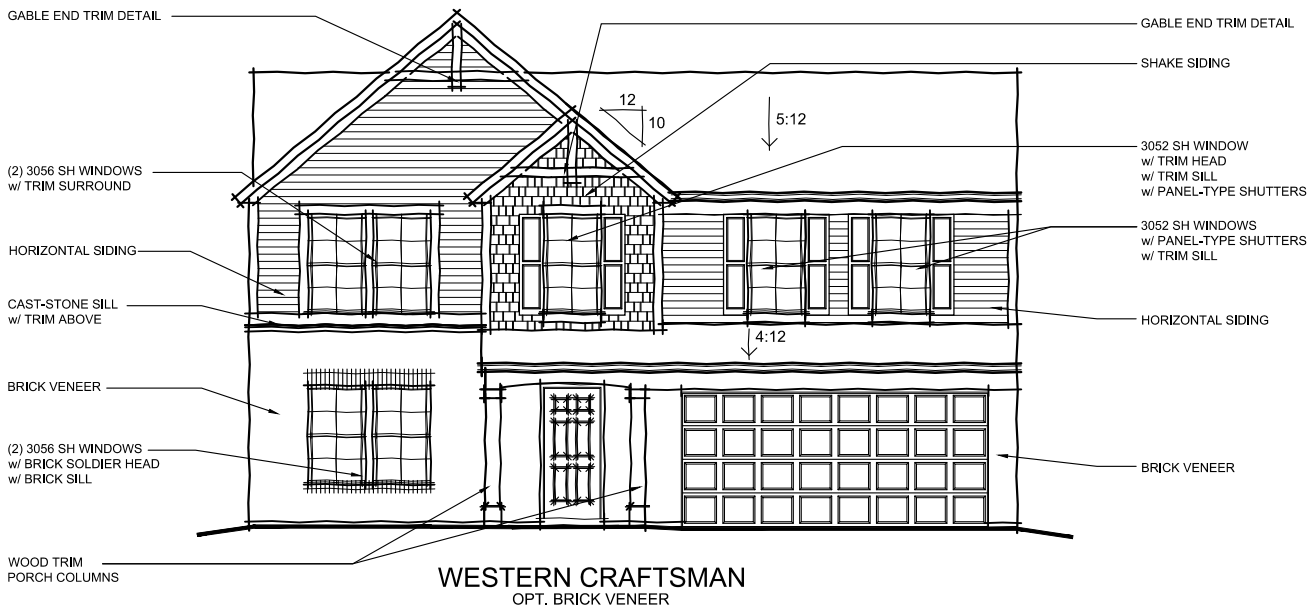 GABLE END TRIM DETAIL
(2) 3056 SH WINDOWS
w/ TRIM SURROUND
HORIZONTAL SIDING
CAST-STONE SILL
w/ TRIM ABOVE
BRICK VENEER
(2) 3056 SH WINDOWS
w/ BRICK SOLDIER HEAD
w/ BRICK SILL
WOOD TRIM
PORCH COLUMNS
12
10
5:12
4:12
GABLE END TRIM DETAIL
SHAKE SIDING
3052 SH WINDOW
w/ TRIM HEAD
w/ TRIM SILL
w/ PANEL-TYPE SHUTTERS
3052 SH WINDOWS
w/ PANEL-TYPE SHUTTERS
w/ TRIM SILL
HORIZONTAL SIDING
BRICK VENEER
WESTERN CRAFTSMAN
OPT. BRICK VENEER